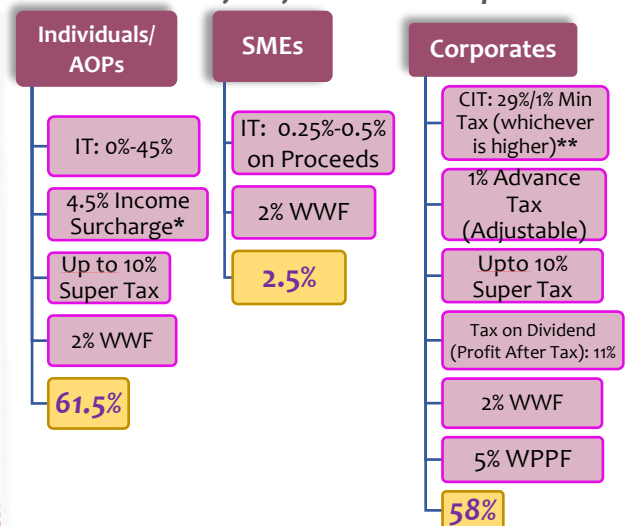 Individuals/
AOPs
IT: 0%-45%
4.5% Income
Surcharge*
Up to 10%
Super Tax
2% WWF
61.5%
SMEs
IT: 0.25%-0.5%
on Proceeds
2% WWF
2.5%
Corporates
CIT: 29%/1% Min
Tax (whichever
is higher)**
1% Advance
Tax
(Adjustable)
Upto 10%
Super Tax
Tax on Dividend
(Profit After Tax): 11%
2% WWF
5% WPPF
58%